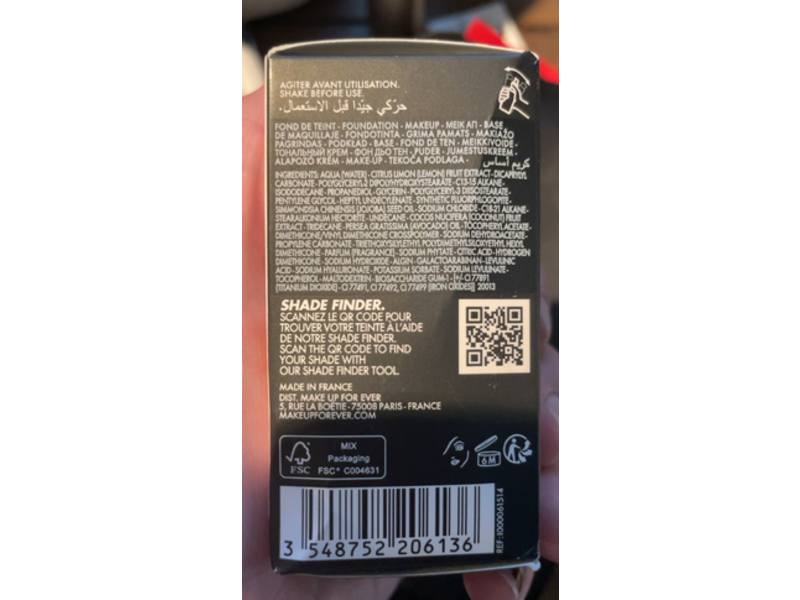 AGITER AVANT UTILISATION.
SHAKE BEFORE USE.
حرّكي جيّدا قبل الاستعمال.
FOND DE TEINT - FOUNDATION - MAKEUP - МЕІК АП - BASE
DE MAQUILLAJE - FONDOTINTA - GRIMA PAMATS - MAKIAŽO
PAGRINDAS - PODKŁAD - BASE - FOND DE TEN - MEIKKIVOIDE -
ТОНАЛЬНЫЙ КРЕМ - ФОН ДЬО ТЕН - PUDER - JUMESTUSKREEM -
ALAPOZÓ KRÉM - MAKE-UP - TEKOČA PODLAGA - كريم أساس
INGREDIENTS: AQUA (WATER) - CITRUS LIMON (LEMON) FRUIT EXTRACT - DICAPRYLYL
CARBONATE - POLYGLYCERYL-2 DIPOLYHYDROXYSTEARATE - C13-15 ALKANE -
ISODODECANE - PROPANEDIOL - GLYCERIN - POLYGLYCERYL-3 DIISOSTEARATE -
PENTYLENE GLYCOL - HEPTYL UNDECYLENATE - SYNTHETIC FLUORPHLOGOPITE -
SIMMONDSIA CHINENSIS (JOJOBA) SEED OIL - SODIUM CHLORIDE - C18-21 ALKANE -
STEARALKONIUM HECTORITE - UNDECANE - COCOS NUCIFERA (COCONUT) FRUIT
EXTRACT - TRIDECANE - PERSEA GRATISSIMA (AVOCADO) OIL - TOCOPHERYL ACETATE -
DIMETHICONE/VINYL DIMETHICONE CROSSPOLYMER - SODIUM DEHYDROACETATE -
PROPYLENE CARBONATE - TRIETHOXYSILYLETHYL POLYDIMETHYLSILOXYETHYL HEXYL
DIMETHICONE - PARFUM (FRAGRANCE) - SODIUM PHYTATE - CITRIC ACID - HYDROGEN
DIMETHICONE - SODIUM HYDROXIDE - ALGIN - GALACTOARABINAN - LEVULINIC
ACID - SODIUM HYALURONATE - POTASSIUM SORBATE - SODIUM LEVULINATE -
TOCOPHEROL - MALTODEXTRIN - BIOSACCHARIDE GUM-1 - [+/- CI 77891
(TITANIUM DIOXIDE) - CI 77491, CI 77492, CI 77499 (IRON OXIDES)] 20013
SHADE FINDER.
SCANNEZ LE QR CODE POUR
TROUVER VOTRE TEINTE À L'AIDE
DE NOTRE SHADE FINDER.
SCAN THE QR CODE TO FIND
YOUR SHADE WITH
OUR SHADE FINDER TOOL.
MADE IN FRANCE
DIST. MAKE UP FOR EVER
5, RUE LA BOÉTIE - 75008 PARIS - FRANCE
MAKEUPFOREVER.COM
MIX
Packaging
FSC® C004631
FSC
6M
3 548752 206136
REF: I000061514